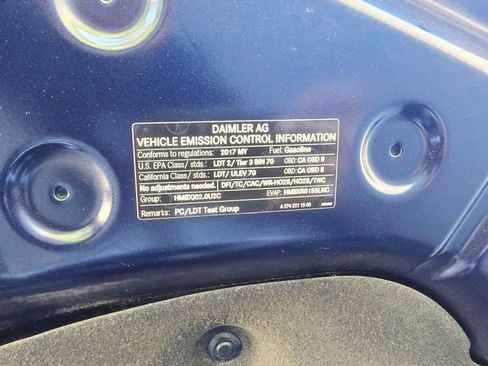 DAIMLER AG
VEHICLE EMISSION CONTROL INFORMATION
Conforms to regulations: 2017 MY Fuel: Gasoline
U.S. EPA Class/ stds.: LDT 2/ Tier 3 BIN 70 OBD: CA OBD II
California Class/ stds.: LDT/ ULEV 70 OBD: CA OBD II
No adjustments needed. DFI/TC/CAC/WR-HO2S/HO2S/TWC
Group: HMBXJ02.0U2C EVAP: HMBXR0155LNC
Remarks: PC/LDT Test Group A 274 221 15 00